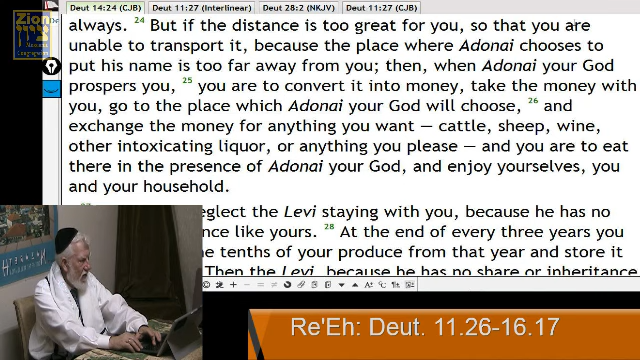 Zion
Messianic
Congregation
Deut 14:24 (CJB) Deut 11:27 (Interlinear) Deut 28:2 (NKJV) Deut 11:27 (CJB)
always. 24 But if the distance is too great for you, so that you are
unable to transport it, because the place where Adonai chooses to
put his name is too far away from you; then, when Adonai your God
prospers you, 25 you are to convert it into money, take the money with
you, go to the place which Adonai your God will choose, 26 and
exchange the money for anything you want — cattle, sheep, wine,
other intoxicating liquor, or anything you please — and you are to eat
there in the presence of Adonai your God, and enjoy yourselves, you
and your household.
neglect the Levi staying with you, because he has no
nce like yours. 28 At the end of every three years you
he tenths of your produce from that year and store it
Then the Levi, because he has no share or inheritance
Re'Eh: Deut. 11.26-16.17